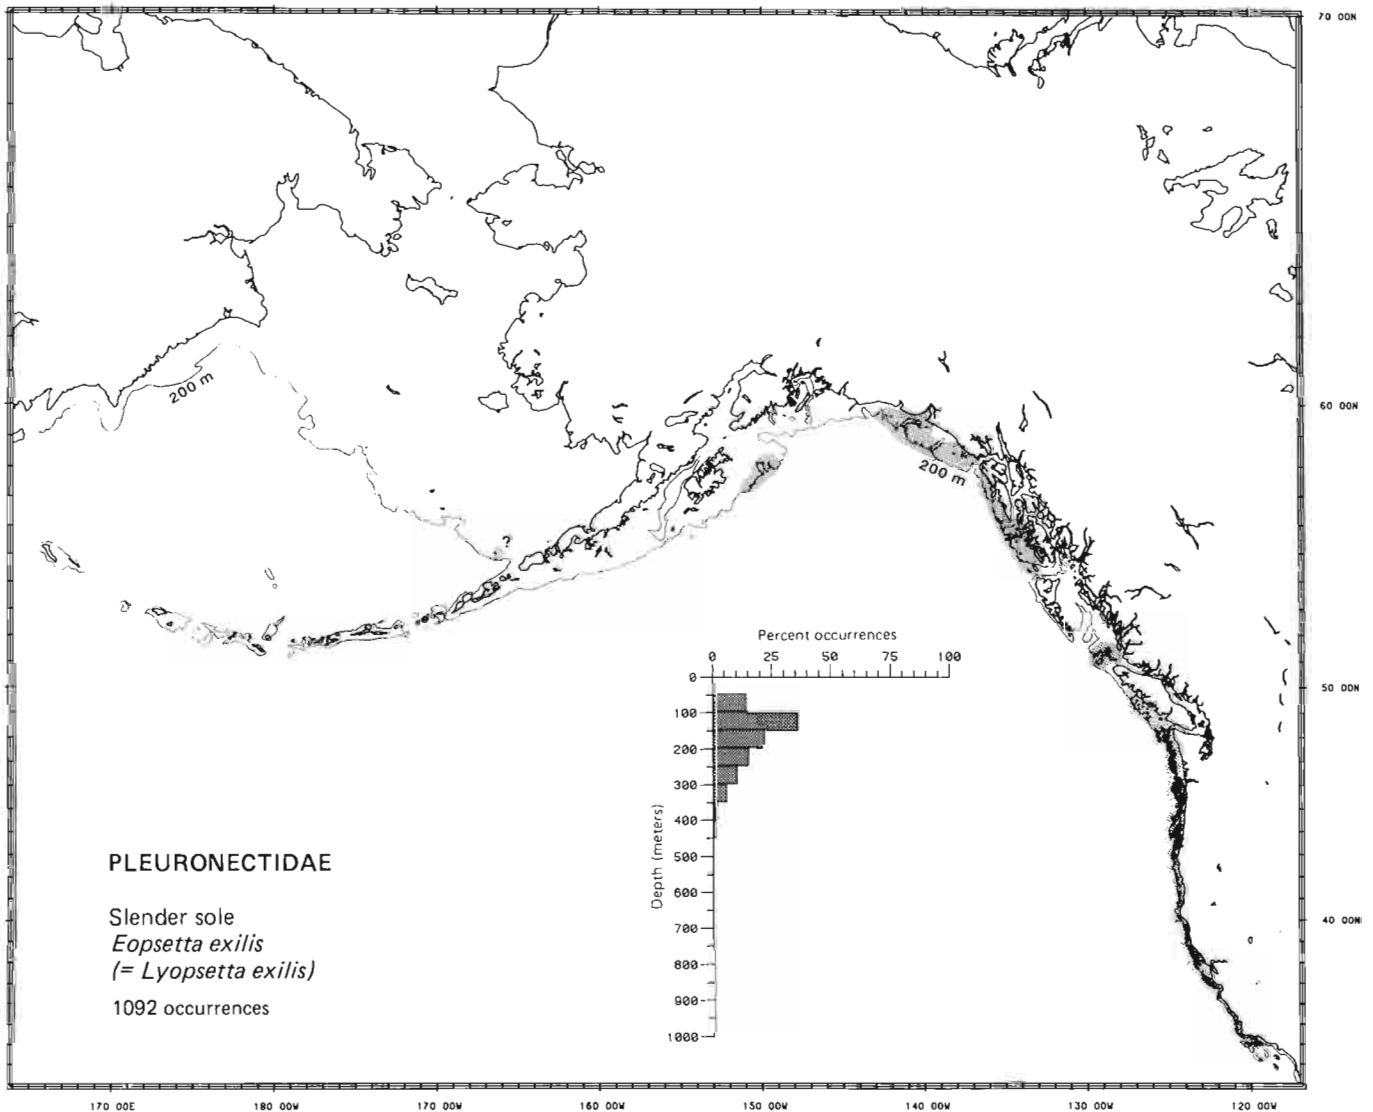 70 00N
200 m
60 00N
200 m
?
Percent occurrences
0 25 50 75 100
50 00N
0
100
200
300
400
500
600
700
800
900
1000
Depth (meters)
40 00N
PLEURONECTIDAE
Slender sole
Eopsetta exilis
(= Lyopsetta exilis)
1092 occurrences
170 00E 180 00W 170 00W 160 00W 150 00W 140 00W 130 00W 120 00W